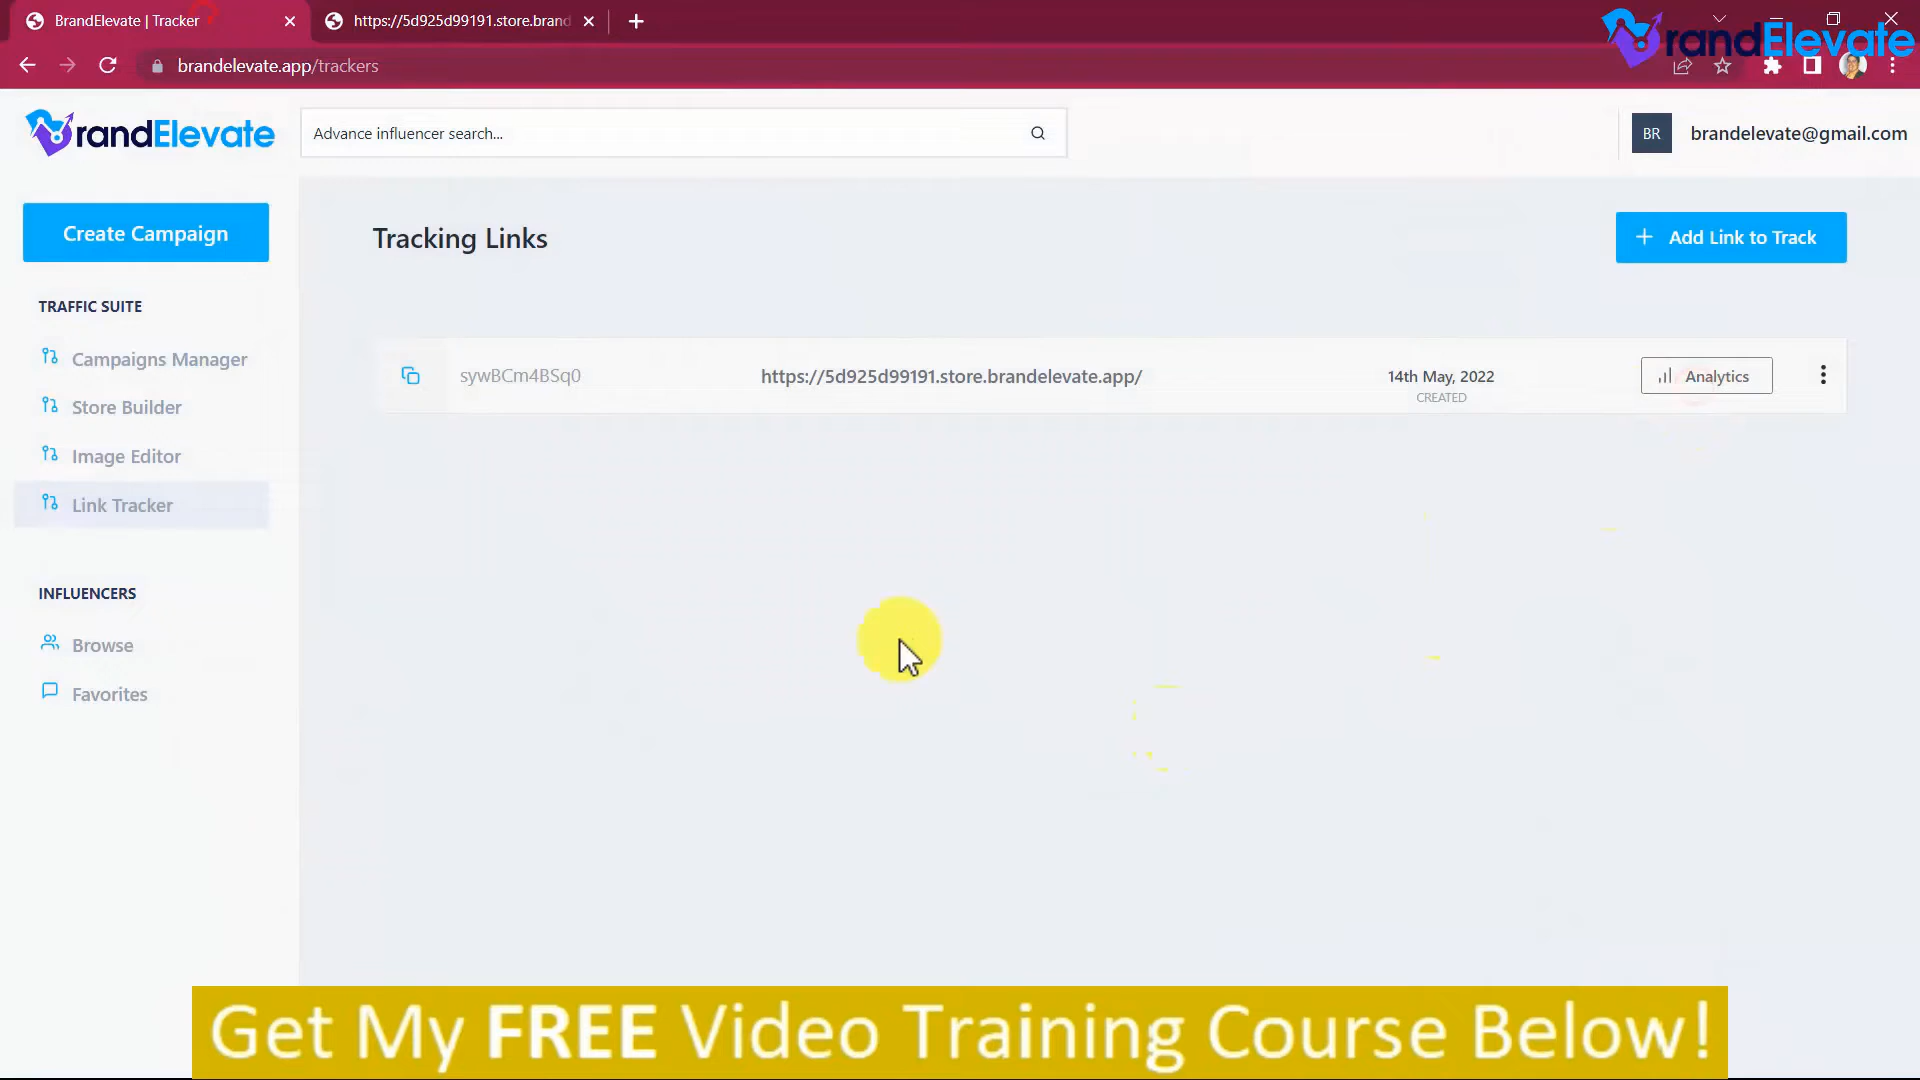 BrandElevate | Tracker
https://5d925d99191.store.brand
brandelevate.app/trackers
randElevate
randElevate
Advance influencer search...
BR
brandelevate@gmail.com
Create Campaign
Tracking Links
Add Link to Track
TRAFFIC SUITE
Campaigns Manager
sywBCm4BSq0
https://5d925d99191.store.brandelevate.app/
14th May, 2022
CREATED
Analytics
Store Builder
Image Editor
Link Tracker
INFLUENCERS
Browse
Favorites
Get My FREE Video Training Course Below!